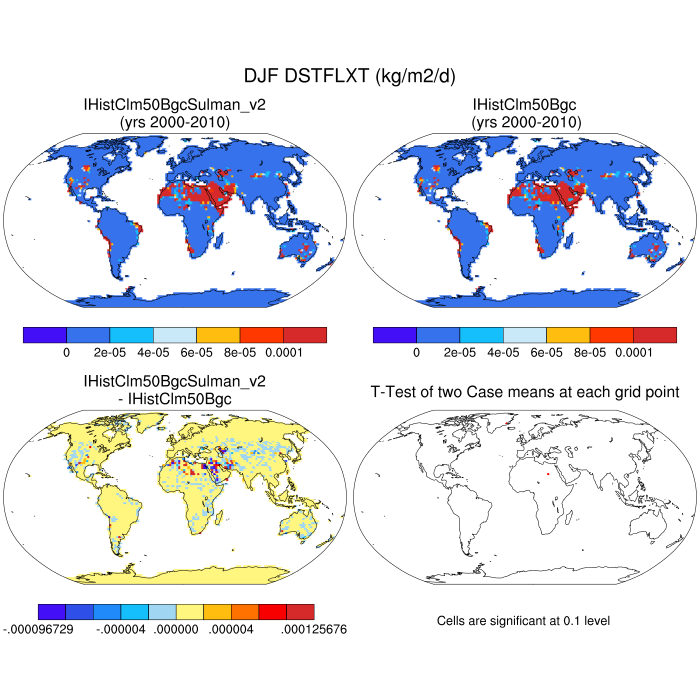 DJF DSTFLXT (kg/m2/d)
IHistClm50BgcSulman_v2
(yrs 2000-2010)
IHistClm50Bgc
(yrs 2000-2010)
0 2e-05 4e-05 6e-05 8e-05 0.0001
0 2e-05 4e-05 6e-05 8e-05 0.0001
IHistClm50BgcSulman_v2
- IHistClm50Bgc
T-Test of two Case means at each grid point
-.000096729 -.000004 .000000 .000004 .000125676
Cells are significant at 0.1 level